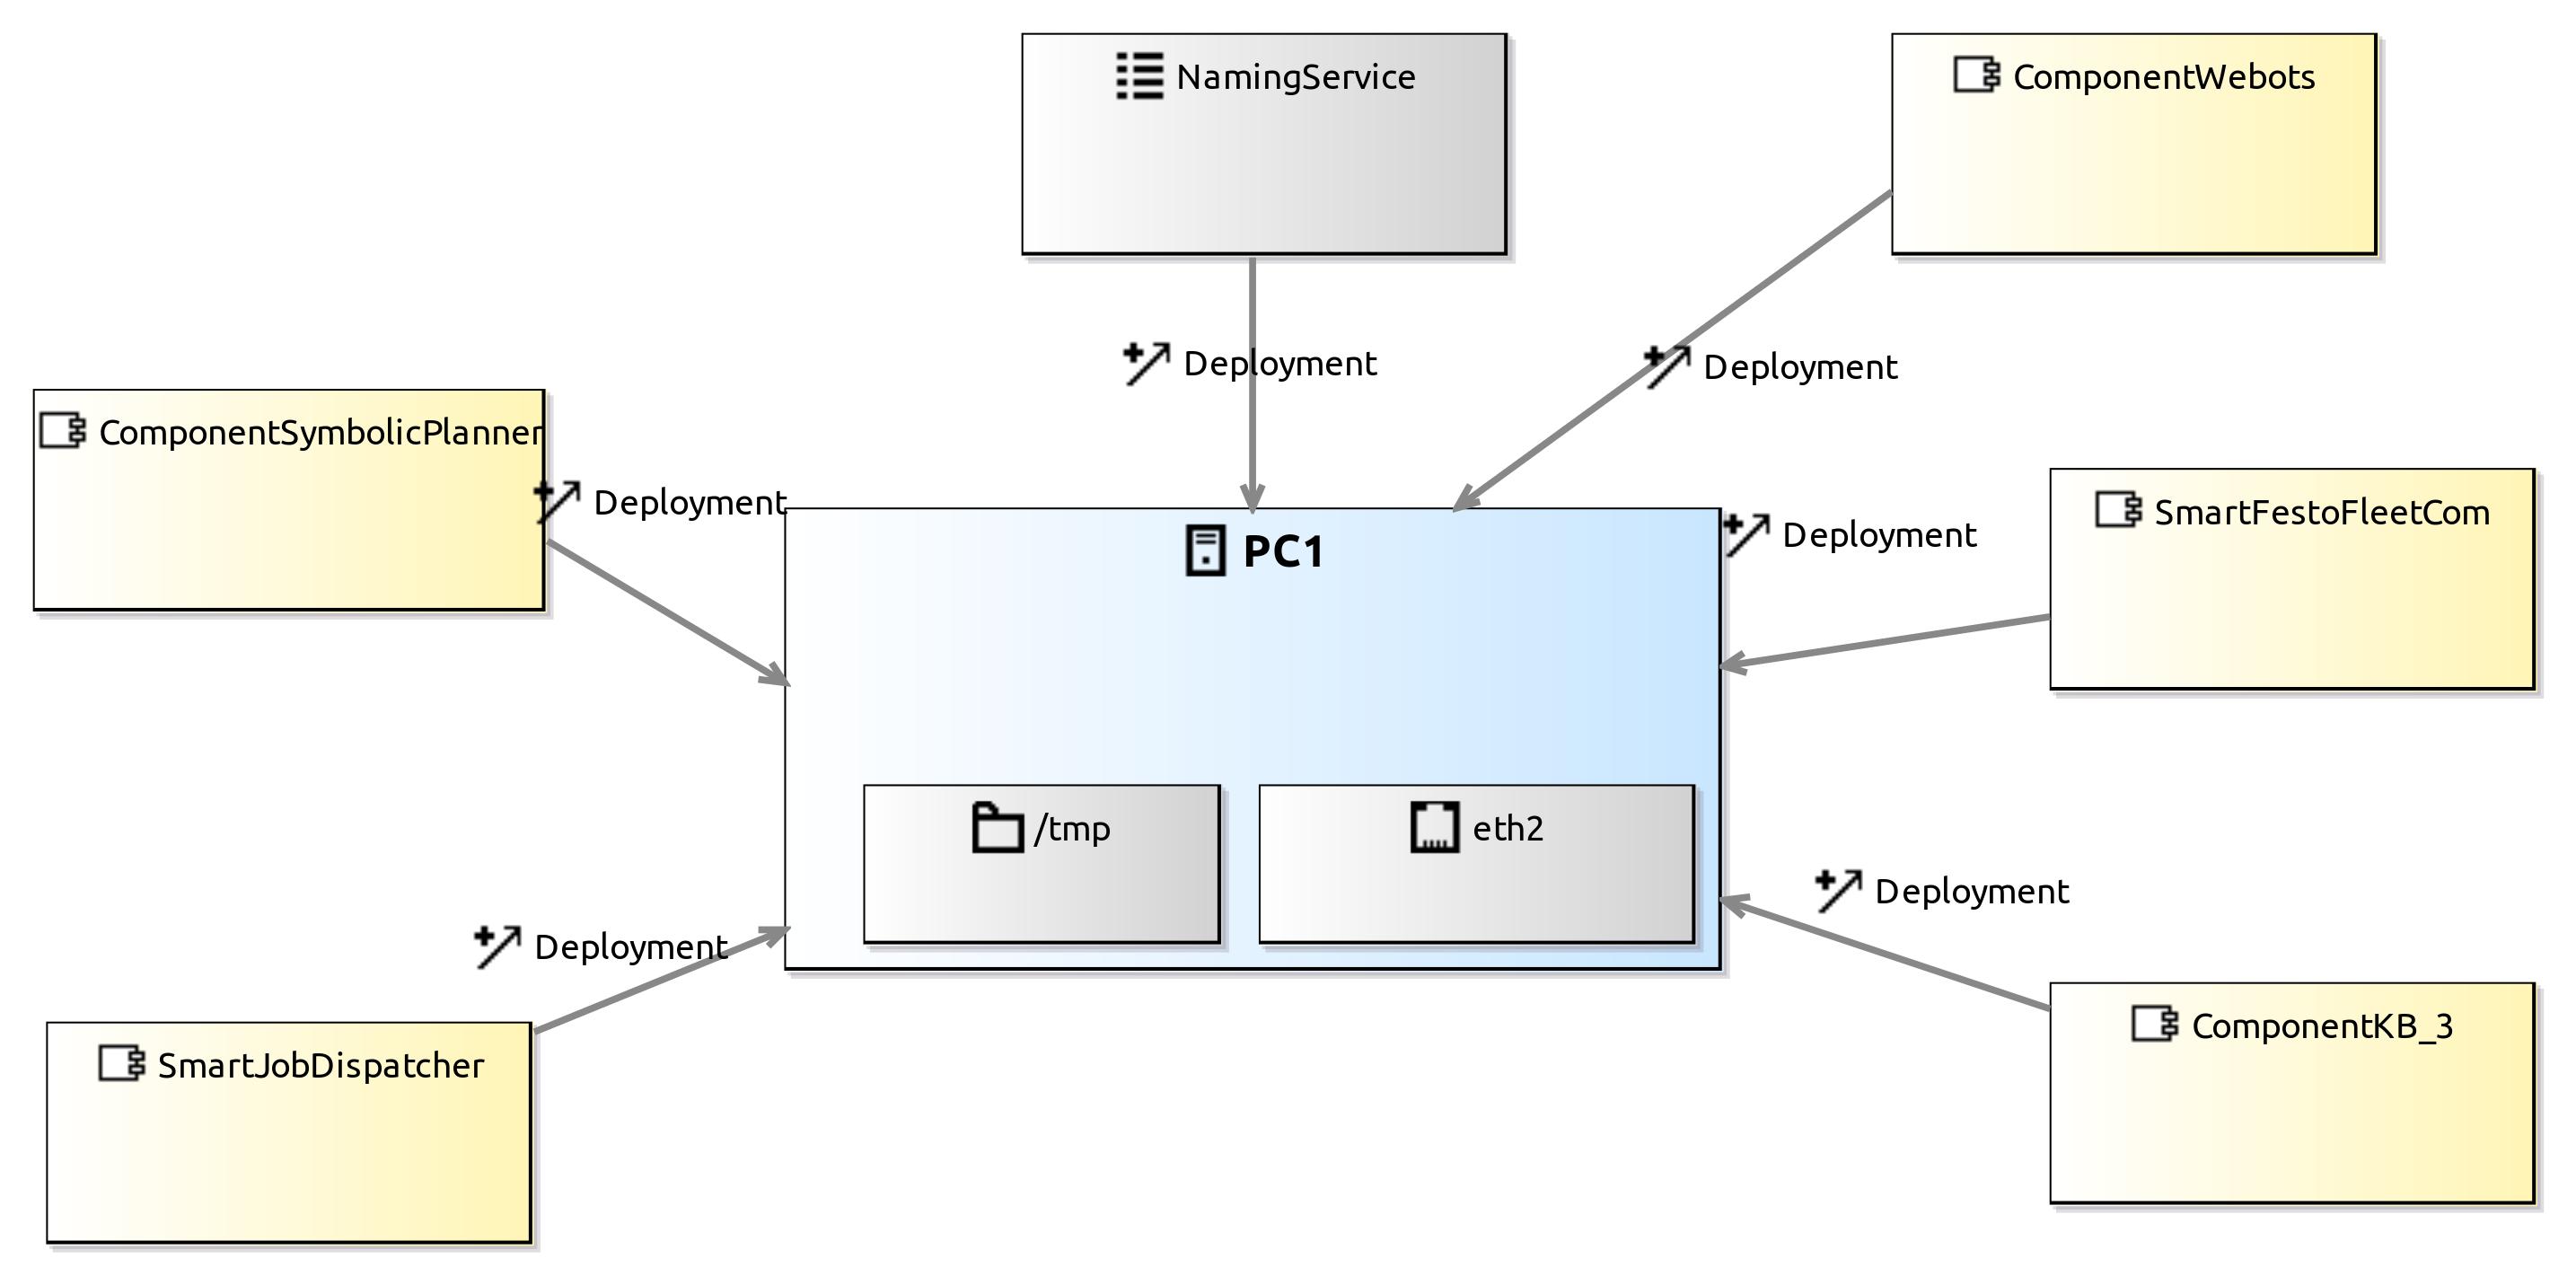 NamingService
ComponentWebots
Deployment
Deployment
ComponentSymbolicPlanner
Deployment
SmartFestoFleetCom
Deployment
PC1
/tmp
eth2
Deployment
Deployment
ComponentKB_3
SmartJobDispatcher